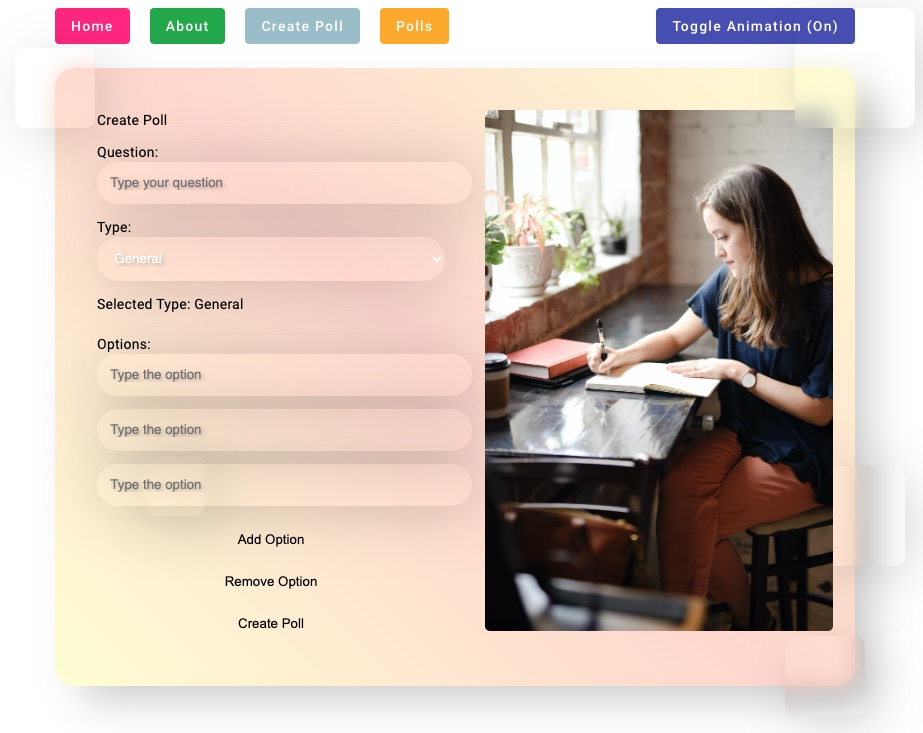 Home About Create Poll Polls Toggle Animation (On)
Create Poll
Question:
Type your question
Type:
General
Selected Type: General
Options:
Type the option
Type the option
Type the option
Add Option
Remove Option
Create Poll